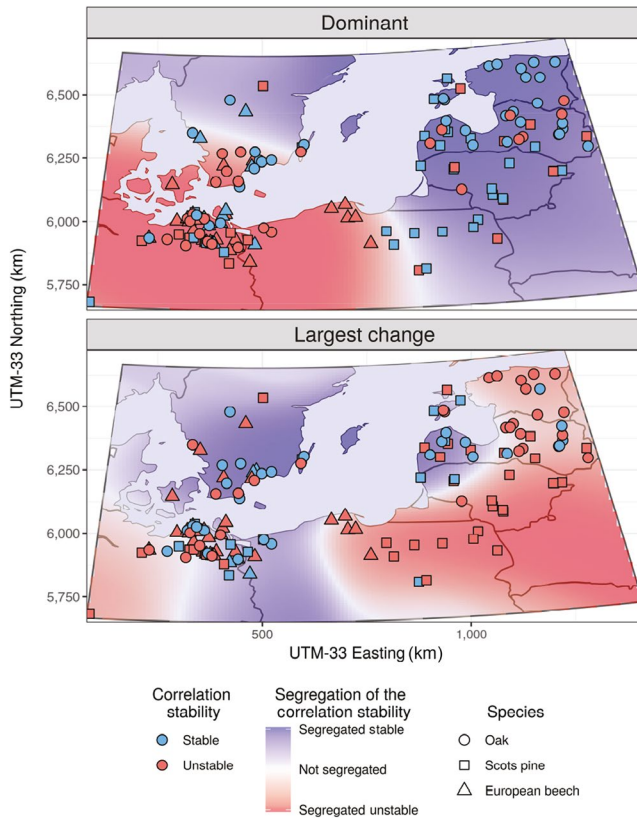 Dominant
6,500
6,250
6,000
5,750
UTM-33 Northing (km)
Largest change
6,500
6,250
6,000
5,750
500
1,000
UTM-33 Easting (km)
Correlation
stability
Stable
Unstable
Segregation of the
correlation stability
Segregated stable
Not segregated
Segregated unstable
Species
Oak
Scots pine
European beech